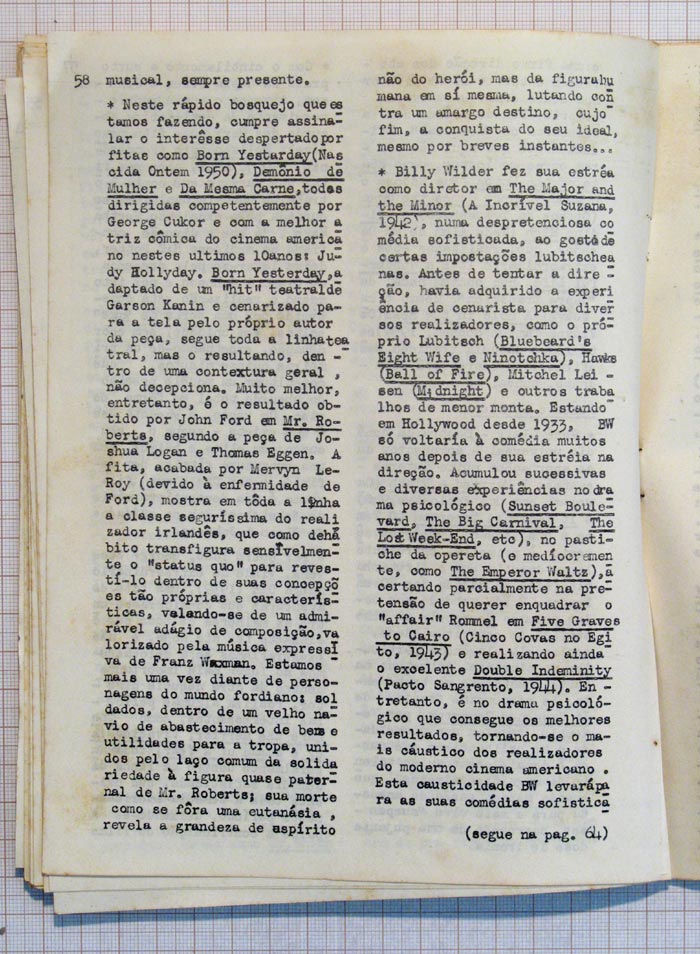 58 musical, sempre presente.
* Neste rápido bosquejo que es
tamos fazendo, cumpre assina-
lar o interêsse despertado por
fitas como Born Yestarday(Nas
cida Ontem 1950), Demônio de
Mulher e Da Mesma Carne,todas
dirigidas competentemente por
George Cukor e com a melhor a
triz cômica do cinema americã
no nestes ultimos 10anos: Ju-
dy Hollyday. Born Yesterday,a
daptado de um "hit" teatralde
Garson Kanin e cenarizado pa-
ra a tela pelo próprio autor
da peça, segue toda a linhatea
tral, mas o resultando, den -
tro de uma contextura geral ,
não decepciona. Muito melhor,
entretanto, é o resultado ob-
tido por John Ford em Mr. Ro-
berts, segundo a peça de Jo-
shua Logan e Thomas Eggen. A
fita, acabada por Mervyn Le-
Roy (devido à enfermidade de
Ford), mostra em tôda a linha
a classe seguríssima do reali
zador irlandês, que como dehá
bito transfigura sensívelmen-
te o "status quo" para reves-
tí-lo dentro de suas concepçõ
es tão próprias e caracterís-
ticas, valando-se de um admi-
rável adágio de composição,va
lorizado pela música expressi
va de Franz Waxman. Estamos
mais uma vez diante de perso-
nagens do mundo fordiano: sol
dados, dentro de um velho na-
vio de abastecimento de bens e
utilidades para a tropa, uni-
dos pelo laço comum da solida
riedade à figura quase pater-
nal de Mr. Roberts; sua morte
como se fôra uma eutanásia ,
revela a grandeza de espírito
não do herói, mas da figurahu
mana em sí mesma, lutando con
tra um amargo destino, cujo
fim, a conquista do seu ideal,
mesmo por breves instantes...
* Billy Wilder fez sua estréa
como diretor em The Major and
the Minor (A Incrível Suzana,
1942), numa despretenciosa co
média sofisticada, ao gostôde
certas impostações lubitschea
nas. Antes de tentar a dire -
ção, havia adquirido a experi
ência de cenarista para diver
sos realizadores, como o pró-
prio Lubitsch (Bluebeard's
Eight Wife e Ninotchka), Hawks
(Ball of Fire), Mitchel Lei -
sen (Midnight) e outros traba
lhos de menor monta. Estando
em Hollywood desde 1933, BW
só voltaría à comédia muitos
anos depois de sua estréia na
direção. Acumulou sucessivas
e diversas experiências no dra
ma psicológico (Sunset Boule-
vard, The Big Carnival, The
Lost Week-End, etc), no pasti-
che da opereta (e mediocremen
te, como The Emperor Waltz),a
certando parcialmente na pre-
tensão de querer enquadrar o
"affair" Rommel em Five Graves
to Cairo (Cinco Covas no Egi
to, 1943) e realizando ainda
o excelente Double Indeminity
(Pacto Sangrento, 1944). En -
tretanto, é no drama psicoló-
gico que consegue os melhores
resultados, tornando-se o ma-
is cáustico dos realizadores
do moderno cinema americano .
Esta causticidade BW levarápa
ra as suas comédias sofisticã
(segue na pag. 64)